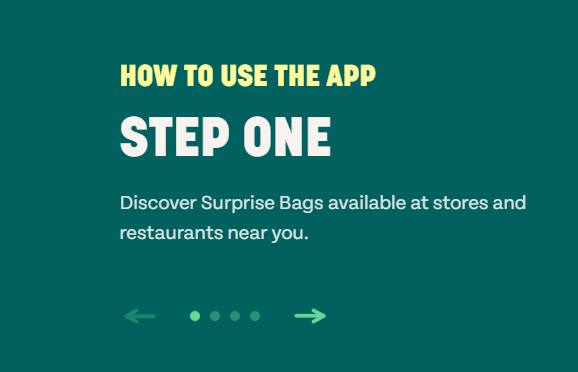 HOW TO USE THE APP
STEP ONE
Discover Surprise Bags available at stores and
restaurants near you.